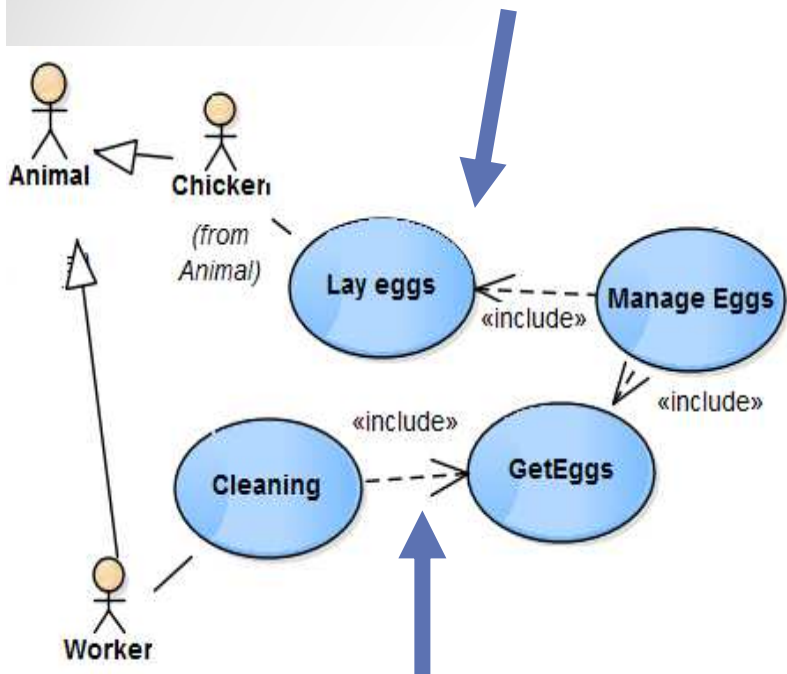 Animal
Chicken
(from
Animal)
Lay eggs
«include»
Manage Eggs
«include»
«include»
Cleaning
GetEggs
Worker